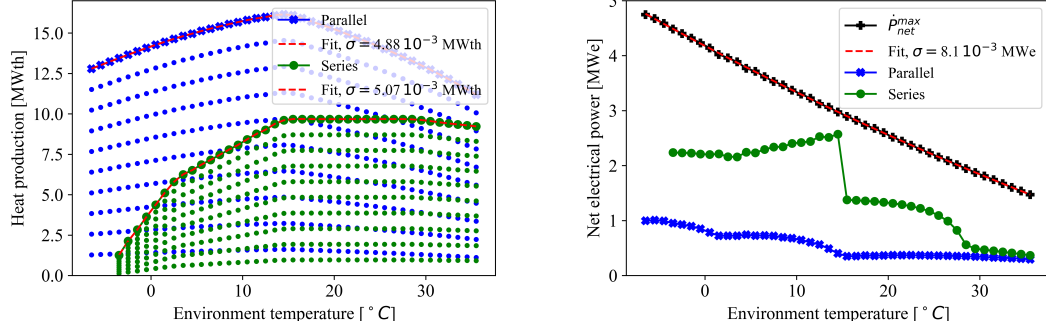 Heat production [MWth]
15.0
12.5
10.0
7.5
5.0
2.5
0.0
0
10
20
30
Environment temperature [°C]
Parallel
Fit, σ = 4.88 10⁻³ MWth
Series
Fit, σ = 5.07 10⁻³ MWth
Net electrical power [MWe]
5
4
3
2
1
0
0
10
20
30
Environment temperature [°C]
Ṗ_net^max
Fit, σ = 8.1 10⁻³ MWe
Parallel
Series